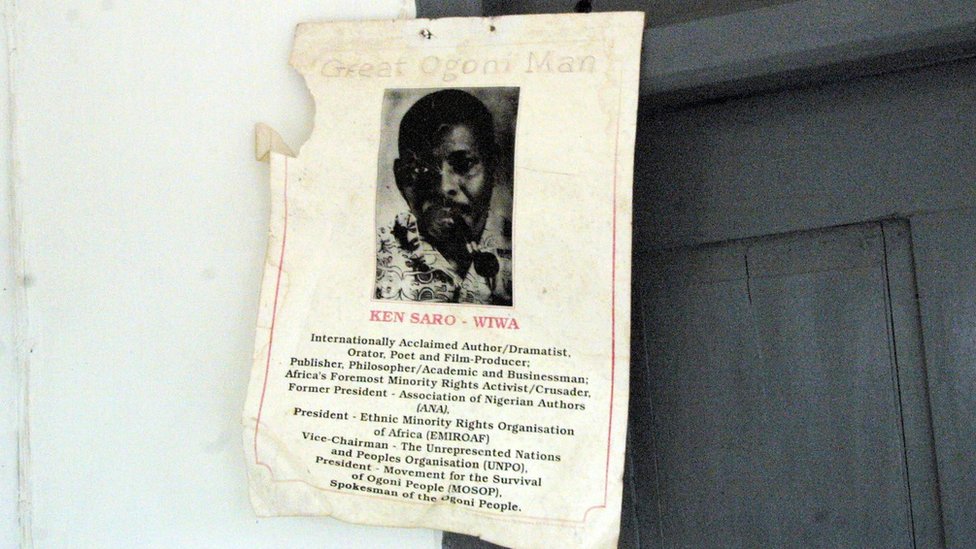 Great Ogoni Man
KEN SARO - WIWA
Internationally Acclaimed Author/Dramatist,
Orator, Poet and Film-Producer;
Publisher, Philosopher/Academic and Businessman;
Africa's Foremost Minority Rights Activist/Crusader,
Former President - Association of Nigerian Authors
(ANA),
President - Ethnic Minority Rights Organisation
of Africa (EMIROAF)
Vice-Chairman - The Unrepresented Nations
and Peoples Organisation (UNPO),
President - Movement for the Survival
of Ogoni People (MOSOP),
Spokesman of the Ogoni People.